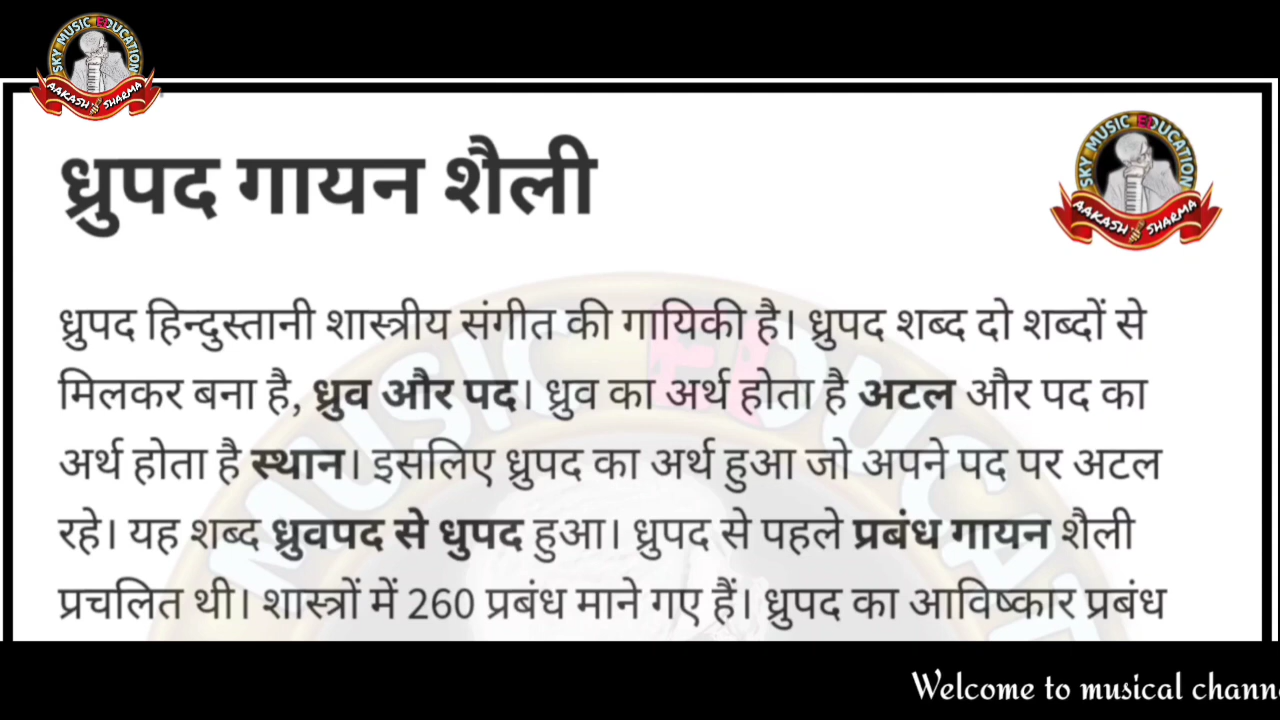 SKY MUSIC EDUCATION
AAKASH SHARMA
SKY MUSIC EDUCATION
AAKASH SHARMA
ध्रुपद गायन शैली
ध्रुपद हिन्दुस्तानी शास्त्रीय संगीत की गायिकी है। ध्रुपद शब्द दो शब्दों से
मिलकर बना है, ध्रुव और पद। ध्रुव का अर्थ होता है अटल और पद का
अर्थ होता है स्थान। इसलिए ध्रुपद का अर्थ हुआ जो अपने पद पर अटल
रहे। यह शब्द ध्रुवपद से धुपद हुआ। ध्रुपद से पहले प्रबंध गायन शैली
प्रचलित थी। शास्त्रों में 260 प्रबंध माने गए हैं। ध्रुपद का आविष्कार प्रबंध
MUSIC EDUCA
Welcome to musical chann